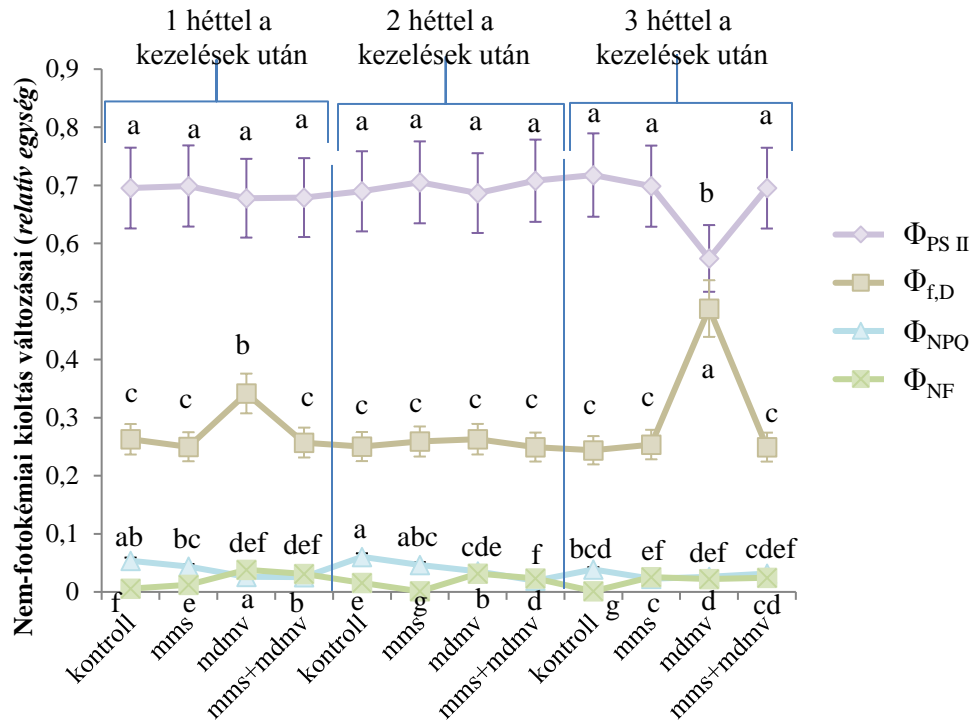 1 héttel a
kezelések után
2 héttel a
kezelések után
3 héttel a
kezelések után
Nem-fotokémiai kioltás változásai (relatív egység)
0,9
0,8
0,7
0,6
0,5
0,4
0,3
0,2
0,1
0
a a a a a a a a a a b a
c c b c c c c c c c a c
ab bc def def a abc cde f bcd ef def cdef
f e a b e g b d g c d cd
kontroll
mms
mdmv
mms+mdmv
kontroll
mms
mdmv
mms+mdmv
kontroll
mms
mdmv
mms+mdmv
ΦPS II
Φf,D
ΦNPQ
ΦNF